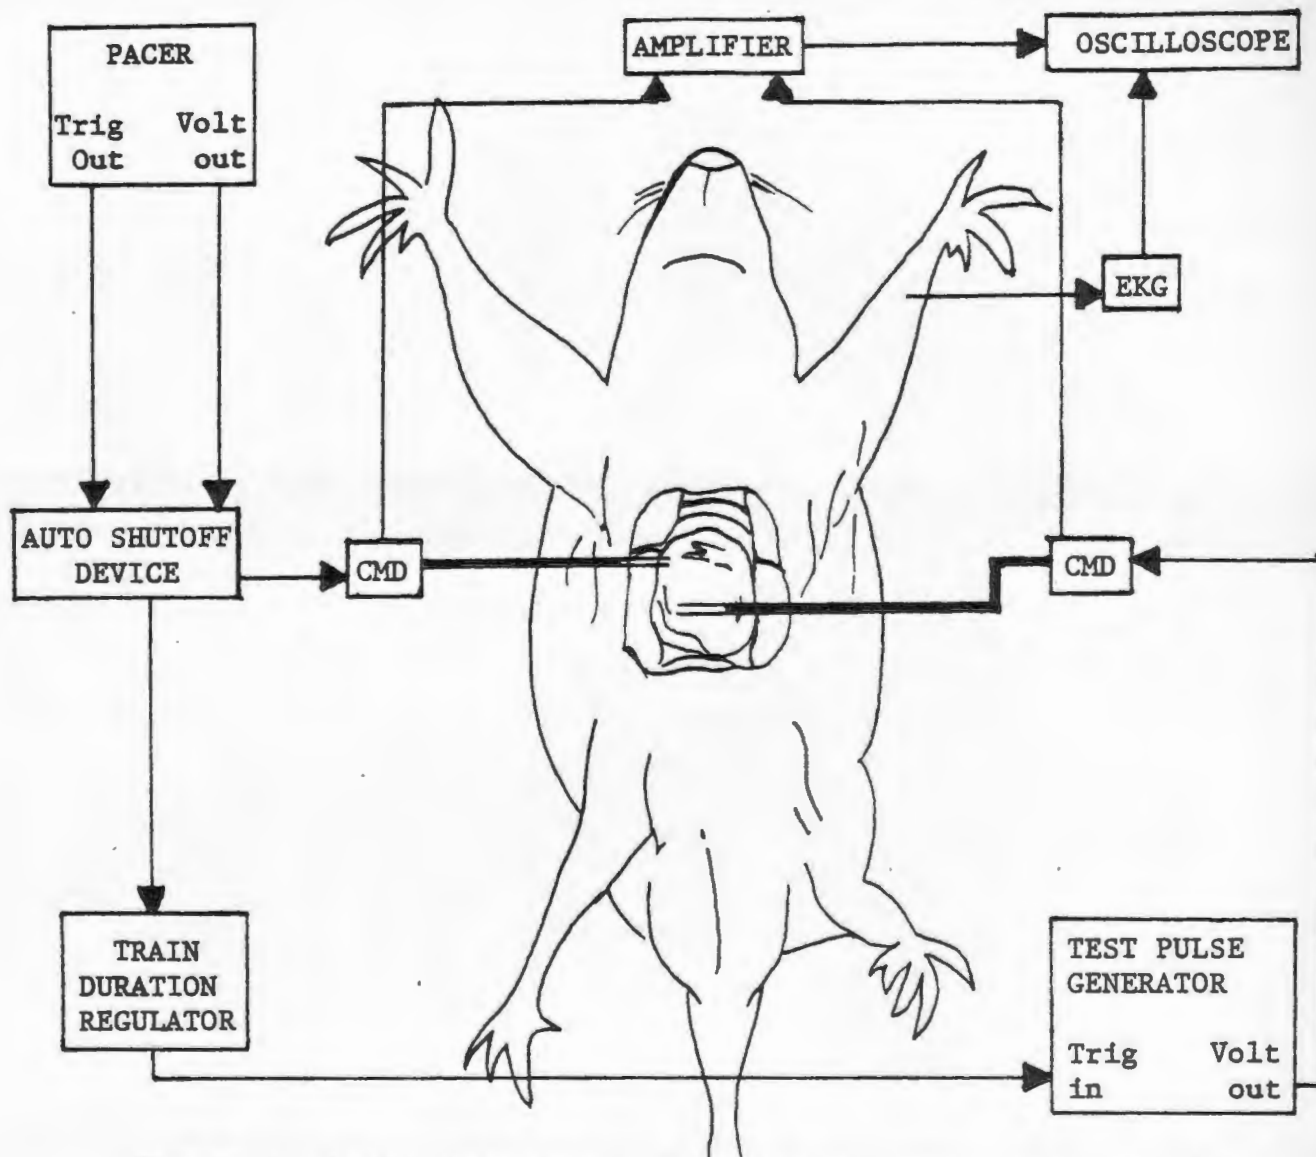 PACER
Trig Volt
Out out
AMPLIFIER
OSCILLOSCOPE
EKG
AUTO SHUTOFF
DEVICE
CMD
CMD
TRAIN
DURATION
REGULATOR
TEST PULSE
GENERATOR
Trig Volt
in out